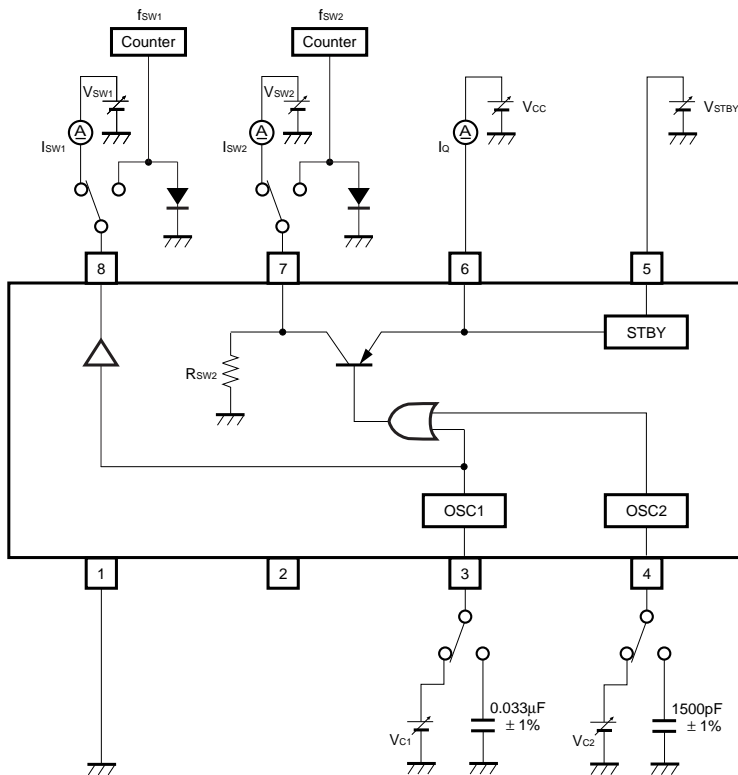 fSW1
fSW2
Counter
Counter
VSW1
VSW2
VCC
VSTBY
A
A
A
ISW1
ISW2
IQ
8
7
6
5
STBY
RSW2
OSC1
OSC2
1
2
3
4
0.033μF
± 1%
1500pF
± 1%
VC1
VC2